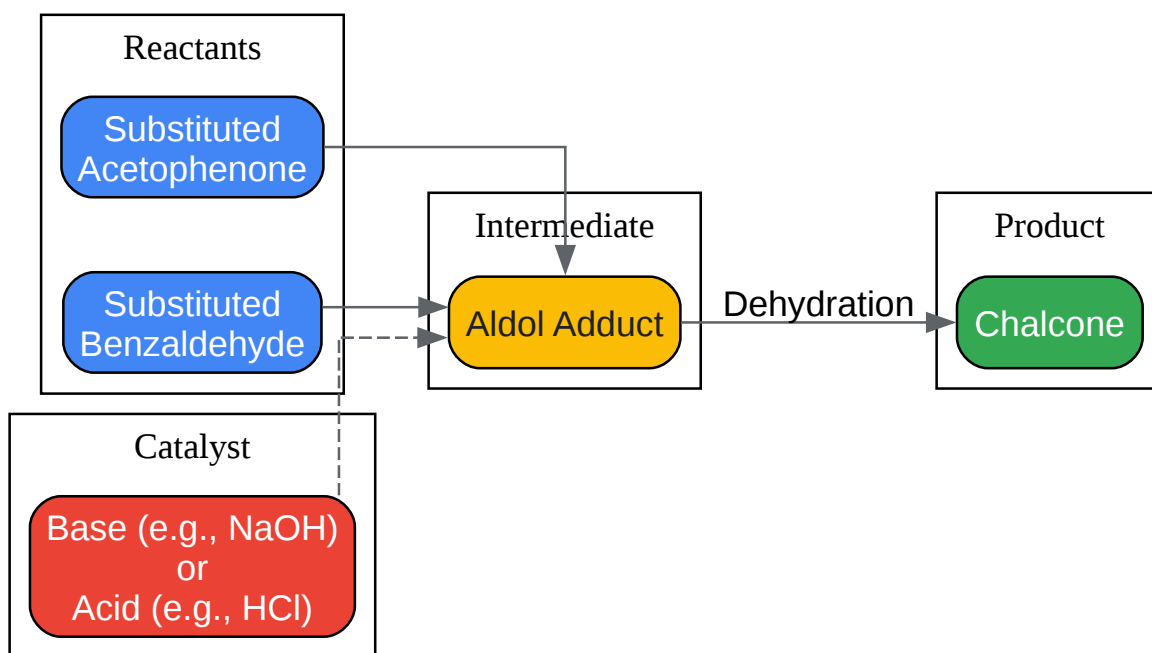 Reactants
Substituted
Acetophenone
Substituted
Benzaldehyde
Intermediate
Aldol Adduct
Dehydration
Product
Chalcone
Catalyst
Base (e.g., NaOH)
or
Acid (e.g., HCl)